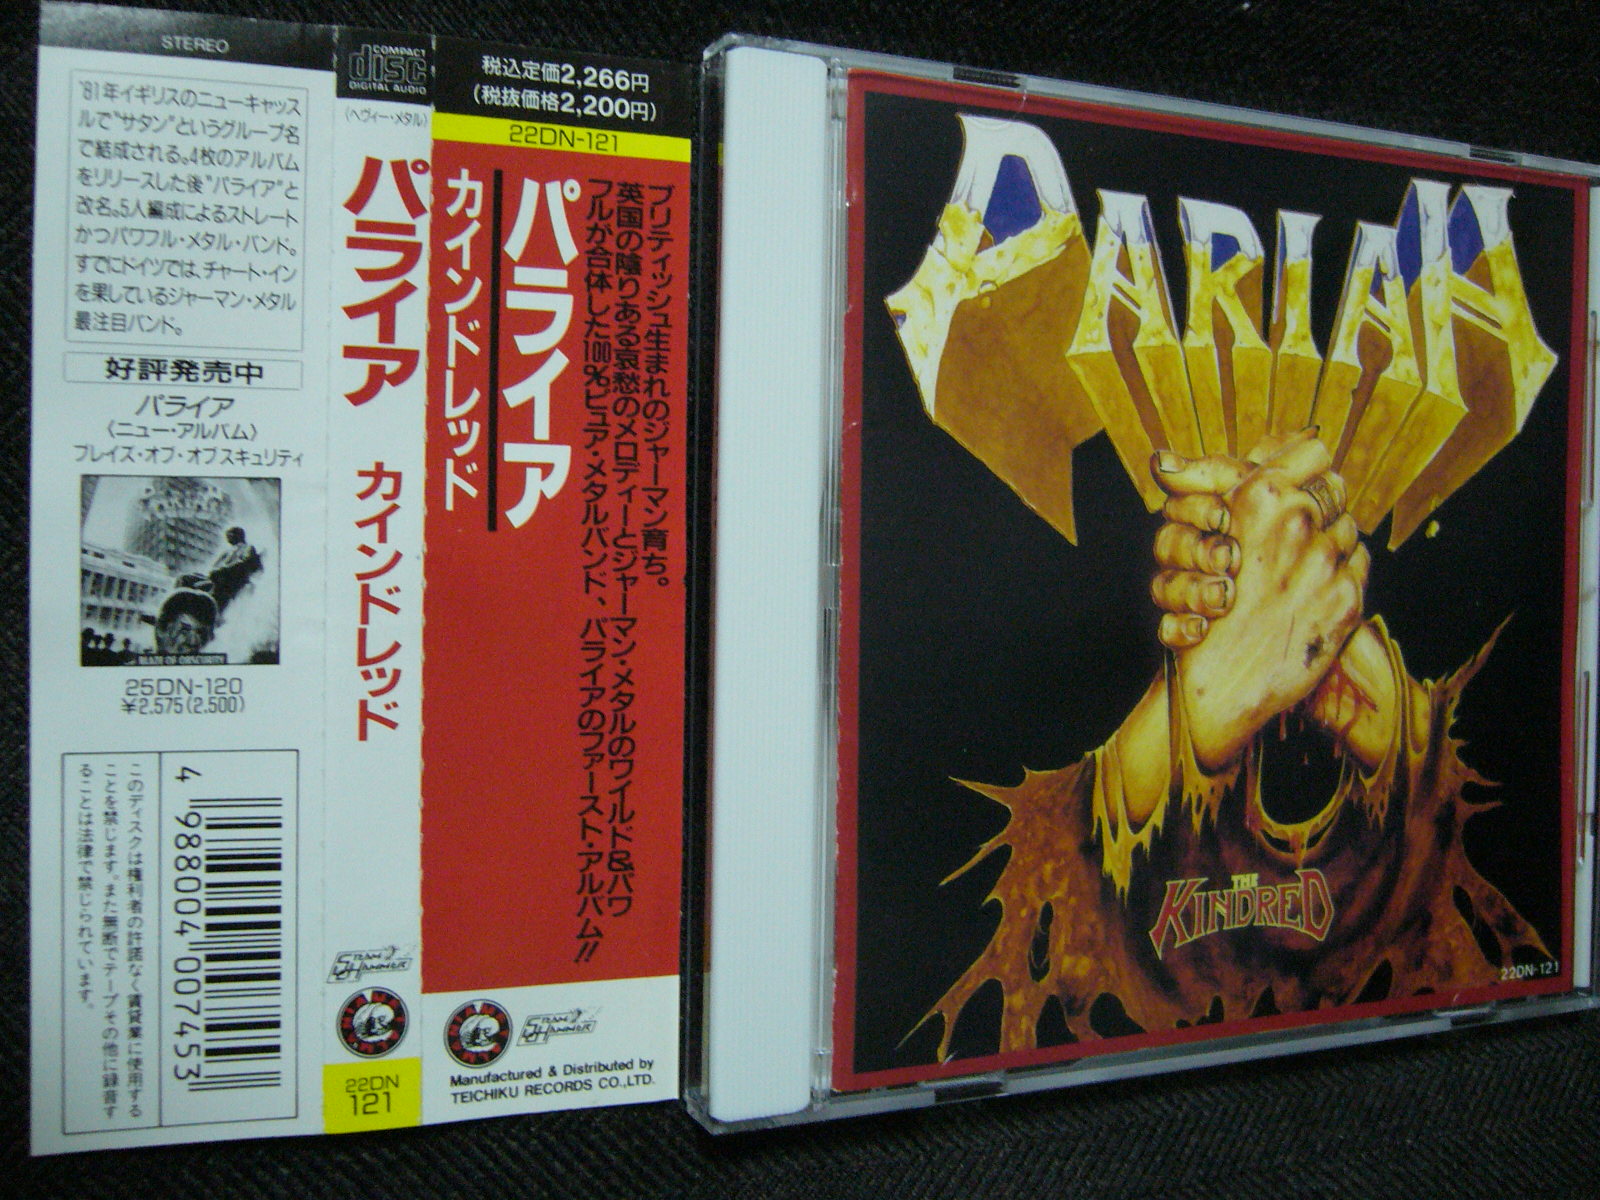 STEREO
'81年イギリスのニューキャッス
ルで"サタン"というグループ名
で結成される。4枚のアルバム
をリリースした後"パライア"と
改名。5人編成によるストレート
かつパワフル・メタル・バンド。
すでにドイツでは、チャート・イン
を果しているジャーマン・メタル
最注目バンド。
好評発売中
パライア
〈ニュー・アルバム〉
ブレイズ・オブ・オブスキュリティ
BLAZE OF OBSCURITY
25DN-120
¥2.575(2.500)
このディスクは権利者の許諾なく賃貸業に使用する
ことを禁じます。また無断でテープその他に録音す
ることは法律で禁じられています。
4 988004 007453
COMPACT
disc
DIGITAL AUDIO
(ヘヴィー・メタル)
パライア カインドレッド
STEAM
HAMMER
22DN
121
税込定価2,266円
(税抜価格2,200円)
22DN-121
ブリティッシュ生まれのジャーマン育ち。
英国の陰りある哀愁のメロディーとジャーマン・メタルのワイルド&パワ
フルが合体した100%ピュア・メタルバンド、パライアのファースト・アルバム!!
パライア
カインドレッド
STEAM
HAMMER
Manufactured & Distributed by
TEICHIKU RECORDS CO.,LTD.
PARIAH
THE
KINDRED
22DN-121